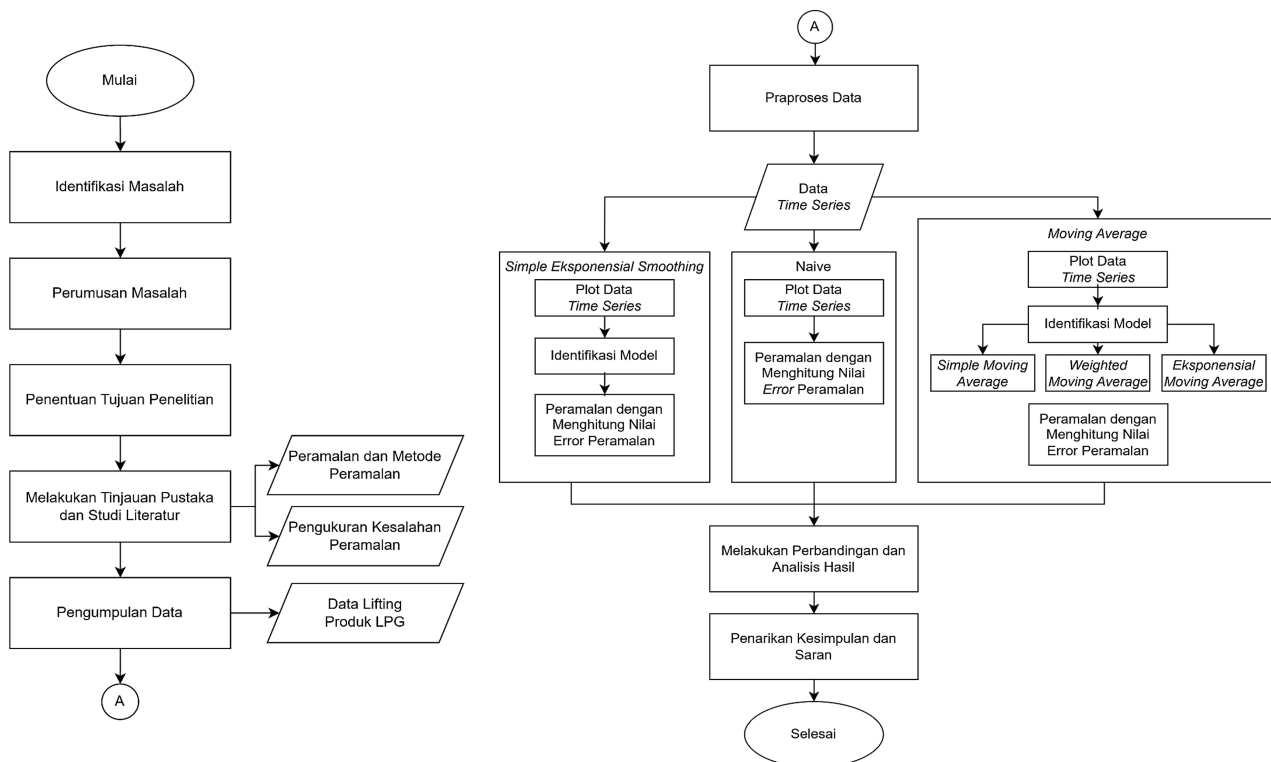 Mulai
Identifikasi Masalah
Perumusan Masalah
Penentuan Tujuan Penelitian
Melakukan Tinjauan Pustaka
dan Studi Literatur
Peramalan dan Metode
Peramalan
Pengukuran Kesalahan
Peramalan
Pengumpulan Data
Data Lifting
Produk LPG
A
A
Praproses Data
Data
Time Series
Simple Eksponensial Smoothing
Plot Data
Time Series
Identifikasi Model
Peramalan dengan
Menghitung Nilai
Error Peramalan
Naive
Plot Data
Time Series
Peramalan dengan
Menghitung Nilai
Error Peramalan
Moving Average
Plot Data
Time Series
Identifikasi Model
Simple Moving
Average
Weighted
Moving Average
Eksponensial
Moving Average
Peramalan dengan
Menghitung Nilai
Error Peramalan
Melakukan Perbandingan dan
Analisis Hasil
Penarikan Kesimpulan dan
Saran
Selesai